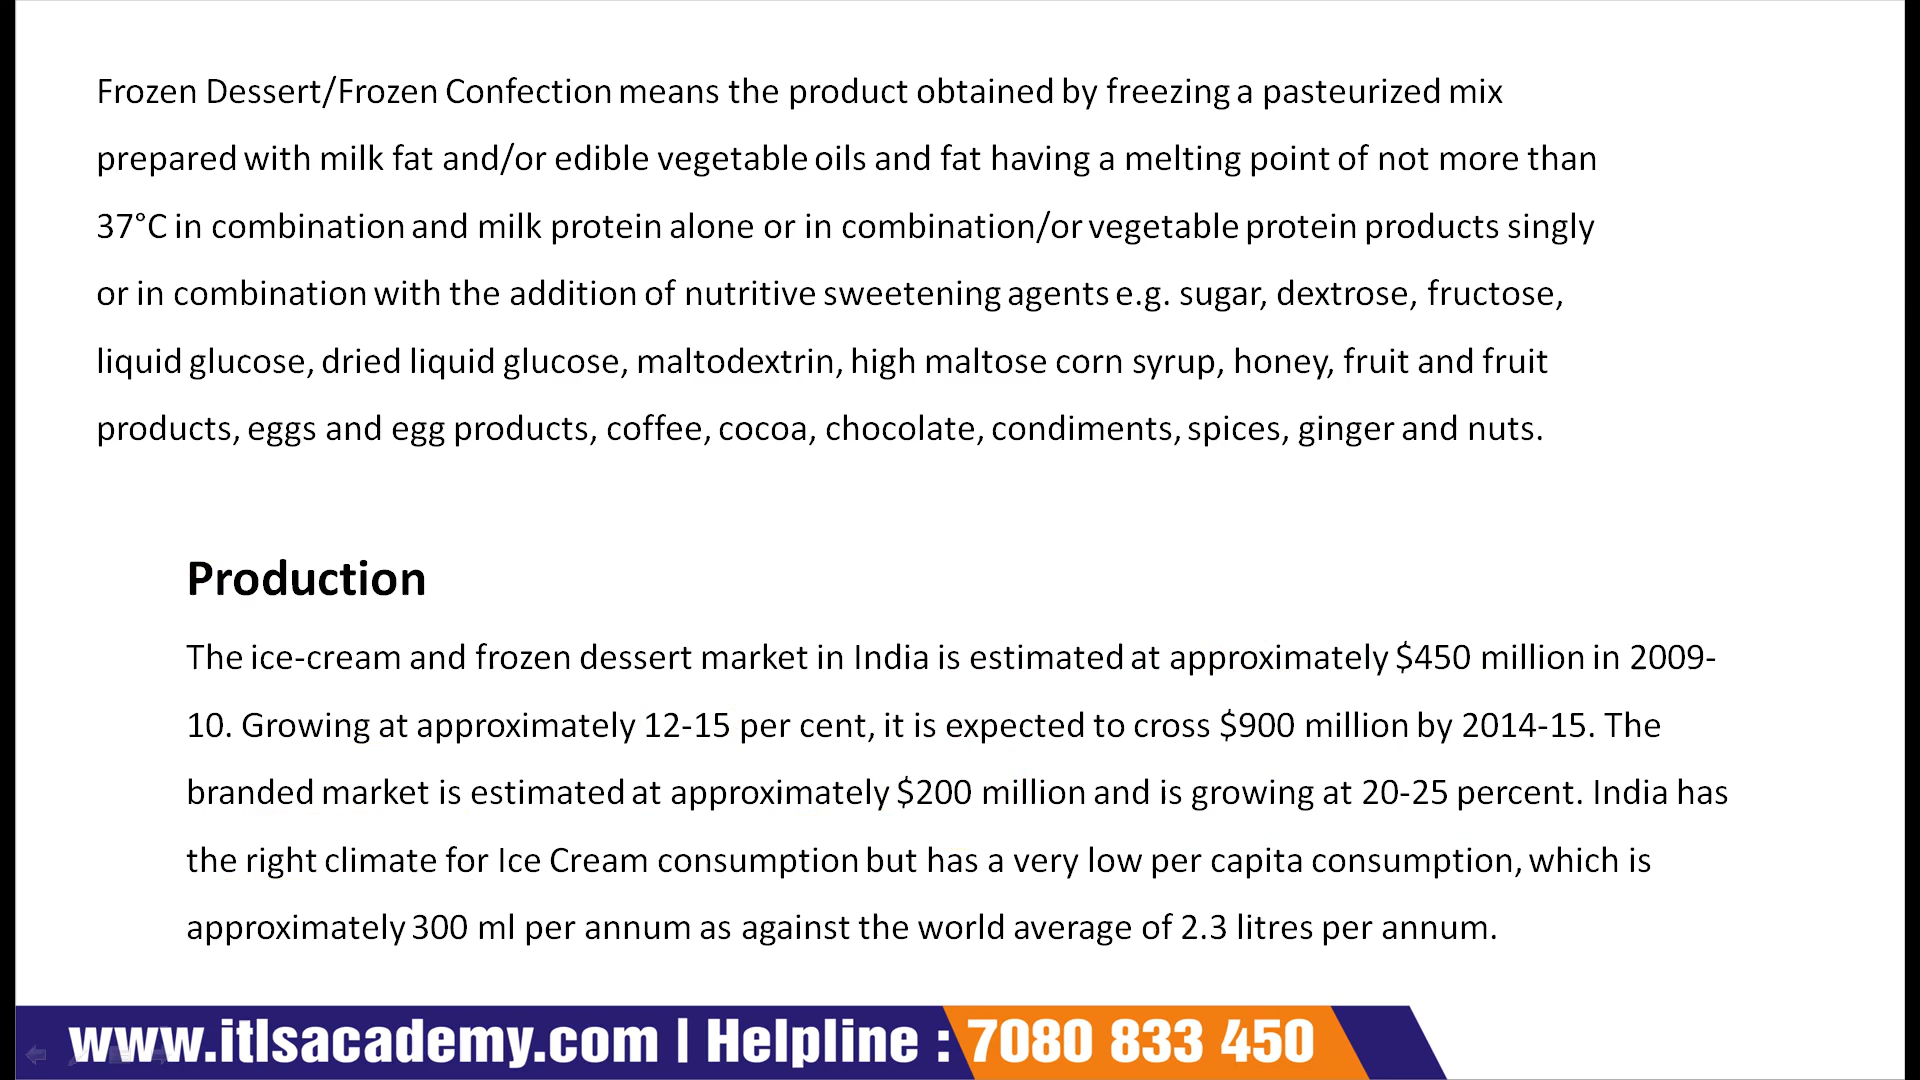 Frozen Dessert/Frozen Confection means the product obtained by freezing a pasteurized mix
prepared with milk fat and/or edible vegetable oils and fat having a melting point of not more than
37°C in combination and milk protein alone or in combination/or vegetable protein products singly
or in combination with the addition of nutritive sweetening agents e.g. sugar, dextrose, fructose,
liquid glucose, dried liquid glucose, maltodextrin, high maltose corn syrup, honey, fruit and fruit
products, eggs and egg products, coffee, cocoa, chocolate, condiments, spices, ginger and nuts.
Production
The ice-cream and frozen dessert market in India is estimated at approximately $450 million in 2009-
10. Growing at approximately 12-15 per cent, it is expected to cross $900 million by 2014-15. The
branded market is estimated at approximately $200 million and is growing at 20-25 percent. India has
the right climate for Ice Cream consumption but has a very low per capita consumption, which is
approximately 300 ml per annum as against the world average of 2.3 litres per annum.
www.itlsacademy.com | Helpline : 7080 833 450